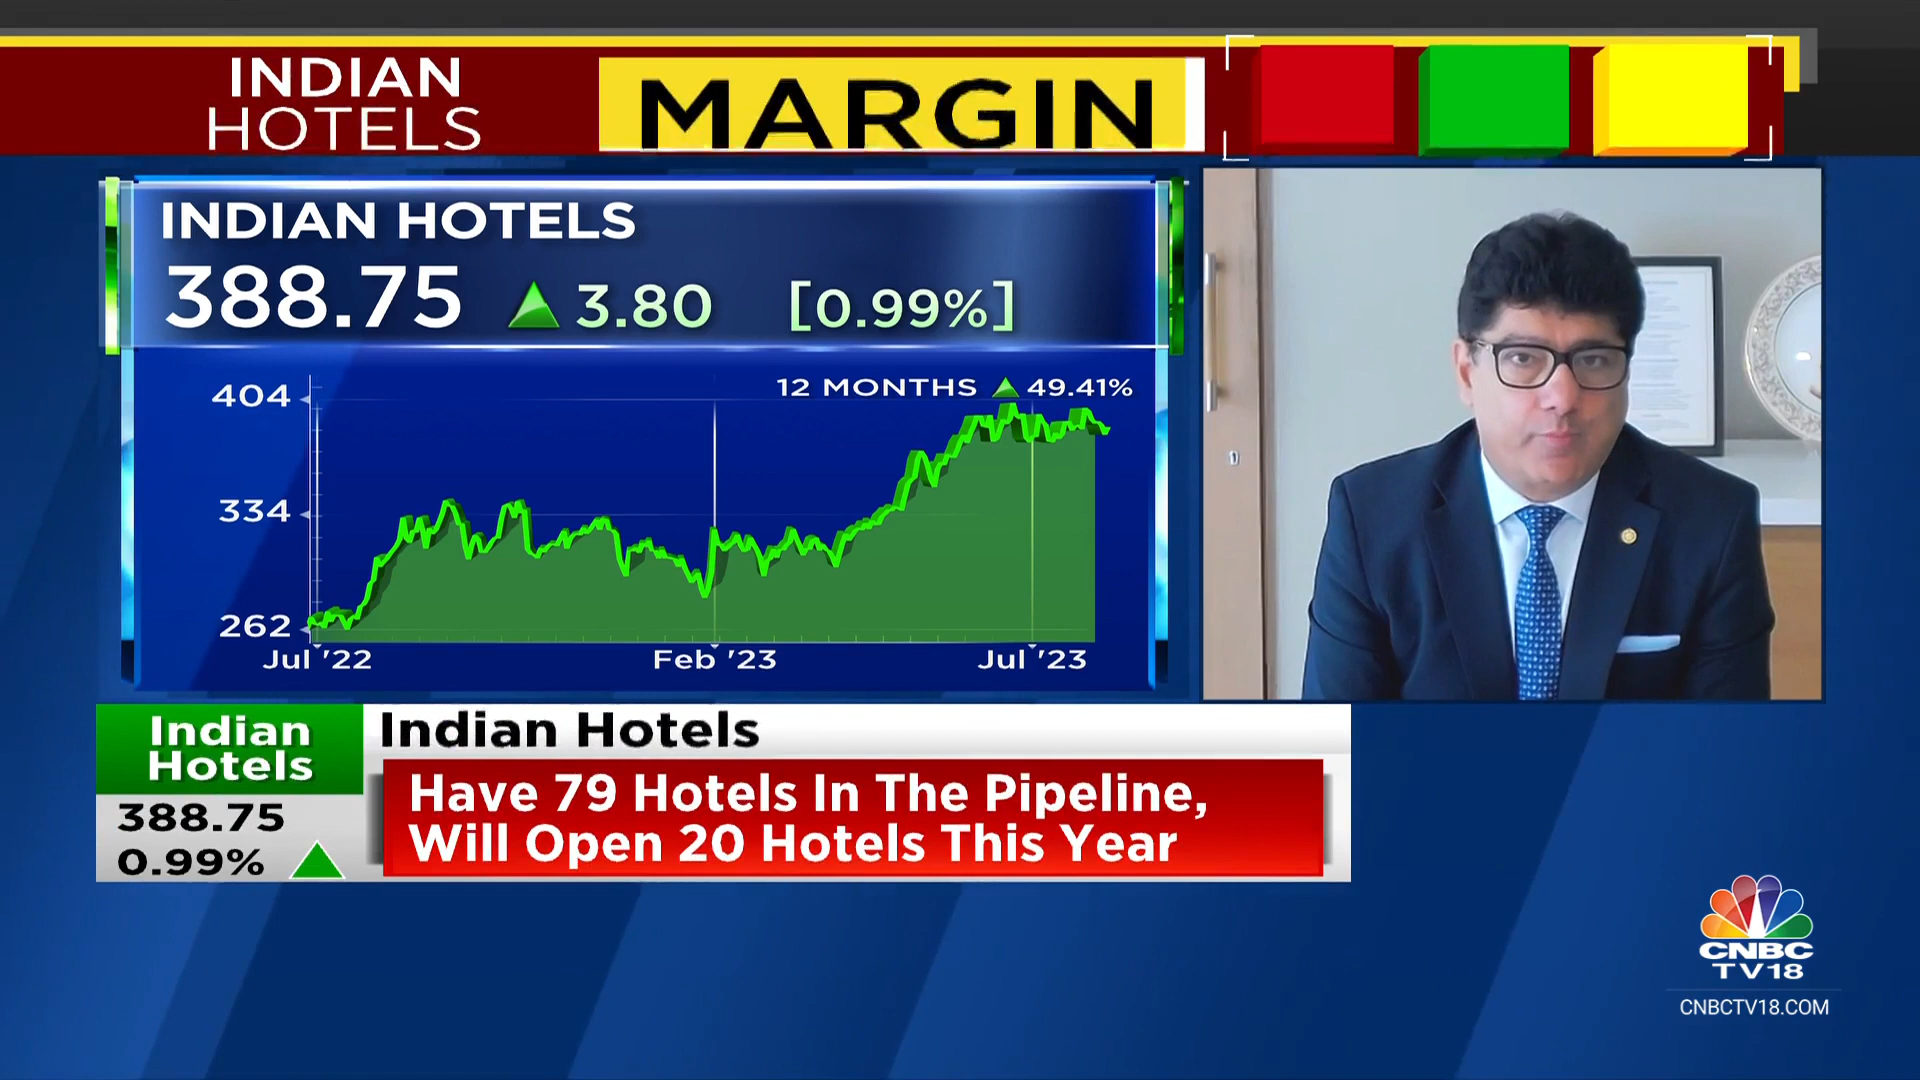 INDIAN
HOTELS
MARGIN
INDIAN HOTELS
388.75 ▲ 3.80 [0.99%]
12 MONTHS ▲ 49.41%
404
334
262
Jul '22 Feb '23 Jul '23
Indian
Hotels
388.75
0.99% ▲
Indian Hotels
Have 79 Hotels In The Pipeline,
Will Open 20 Hotels This Year
CNBC
TV18
CNBCTV18.COM